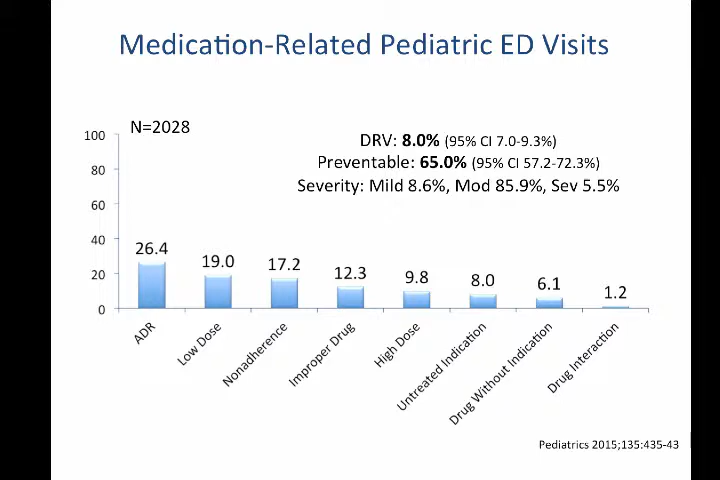 Medication-Related Pediatric ED Visits
N=2028
DRV: 8.0% (95% CI 7.0-9.3%)
Preventable: 65.0% (95% CI 57.2-72.3%)
Severity: Mild 8.6%, Mod 85.9%, Sev 5.5%
100
80
60
40
20
0
26.4
19.0
17.2
12.3
9.8
8.0
6.1
1.2
ADR
Low Dose
Nonadherence
Improper Drug
High Dose
Untreated Indication
Drug Without Indication
Drug Interaction
Pediatrics 2015;135:435-43